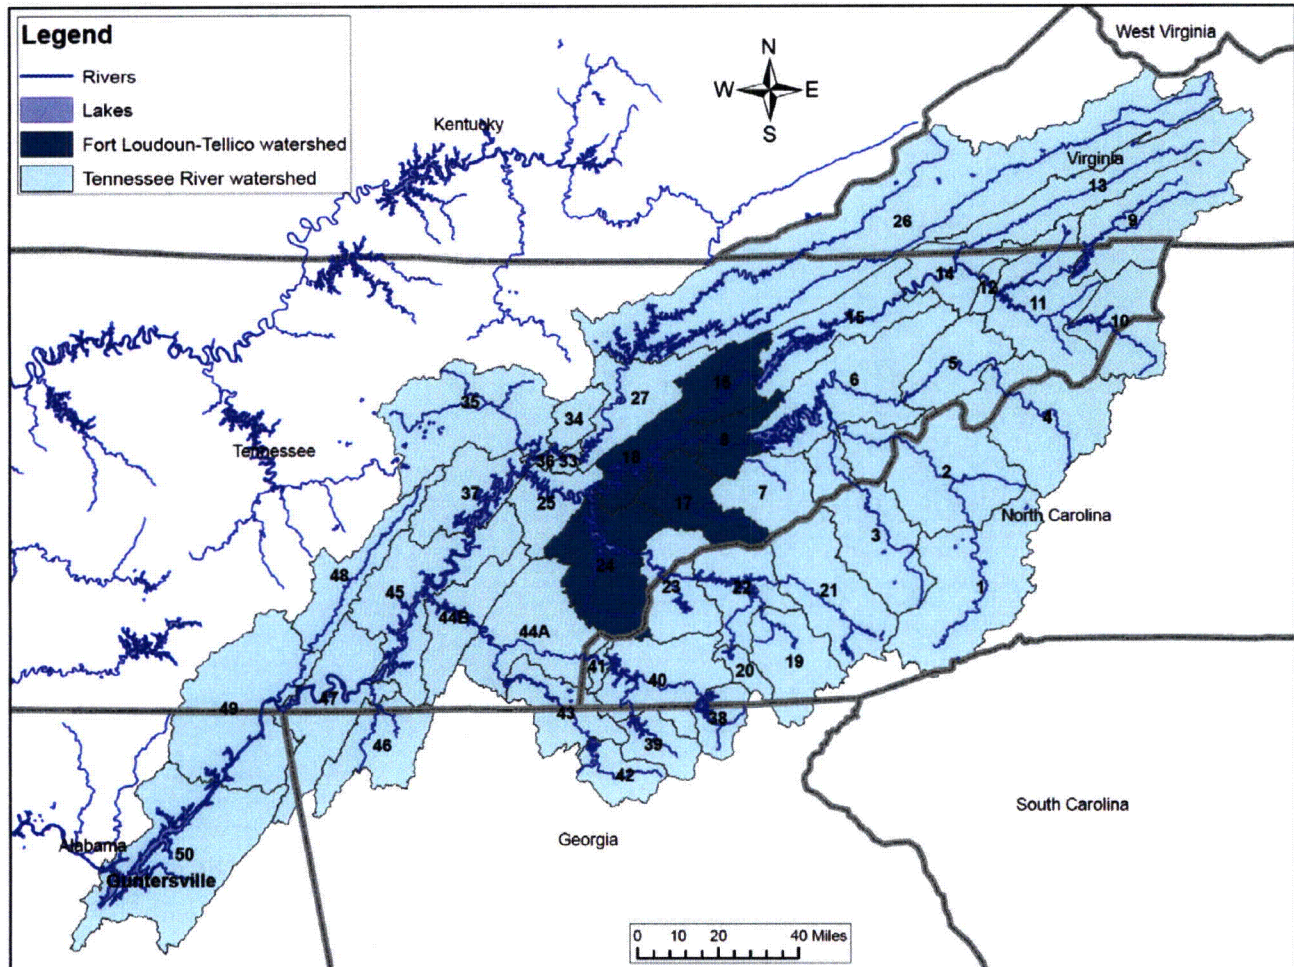 Legend
Rivers
Lakes
Fort Loudoun-Tellico watershed
Tennessee River watershed
N
W E
S
West Virginia
Kentucky
Virginia
13
26
9
14
12
11
10
15
16
27
6
5
4
35
34
8
Tennessee
18
36 33
2
37
25
7
17
North Carolina
3
48
24
23
22
21
1
45
44B
44A
41
40
20
19
49
47
43
38
46
39
42
South Carolina
Georgia
Alabama
50
Guntersville
0 10 20 40 Miles